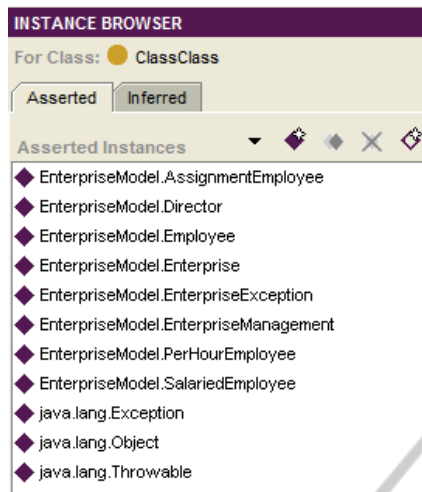 INSTANCE BROWSER
For Class: ClassClass
Asserted Inferred
Asserted Instances
EnterpriseModel.AssignmentEmployee
EnterpriseModel.Director
EnterpriseModel.Employee
EnterpriseModel.Enterprise
EnterpriseModel.EnterpriseException
EnterpriseModel.EnterpriseManagement
EnterpriseModel.PerHourEmployee
EnterpriseModel.SalariedEmployee
java.lang.Exception
java.lang.Object
java.lang.Throwable